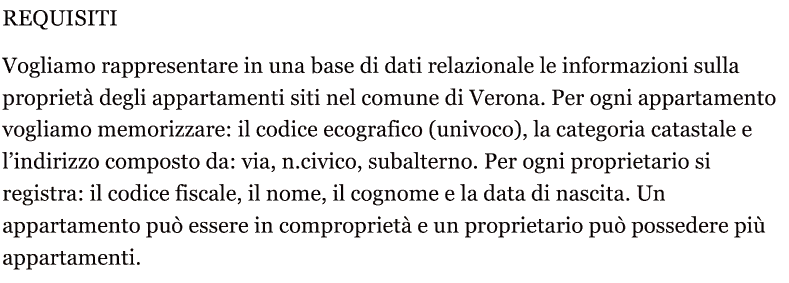 REQUISITI
Vogliamo rappresentare in una base di dati relazionale le informazioni sulla
proprietà degli appartamenti siti nel comune di Verona. Per ogni appartamento
vogliamo memorizzare: il codice ecografico (univoco), la categoria catastale e
l’indirizzo composto da: via, n.civico, subalterno. Per ogni proprietario si
registra: il codice fiscale, il nome, il cognome e la data di nascita. Un
appartamento può essere in comproprietà e un proprietario può possedere più
appartamenti.